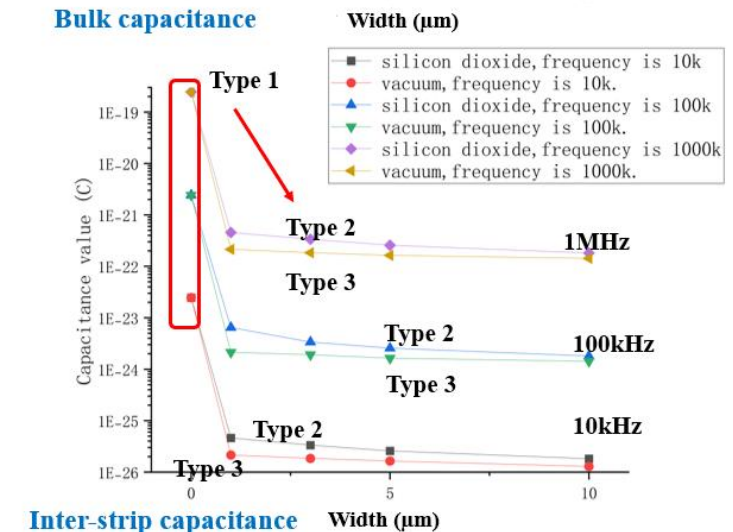 Bulk capacitance
Width (μm)
silicon dioxide,frequency is 10k
vacuum,frequency is 10k.
silicon dioxide,frequency is 100k
vacuum,frequency is 100k.
silicon dioxide,frequency is 1000k
vacuum,frequency is 1000k.
Type 1
1E-19
1E-20
1E-21
1E-22
1E-23
1E-24
1E-25
1E-26
Capacitance value (C)
Type 2
1MHz
Type 3
Type 2
100kHz
Type 3
Type 2
10kHz
Type 3
0
5
10
Inter-strip capacitance
Width (μm)